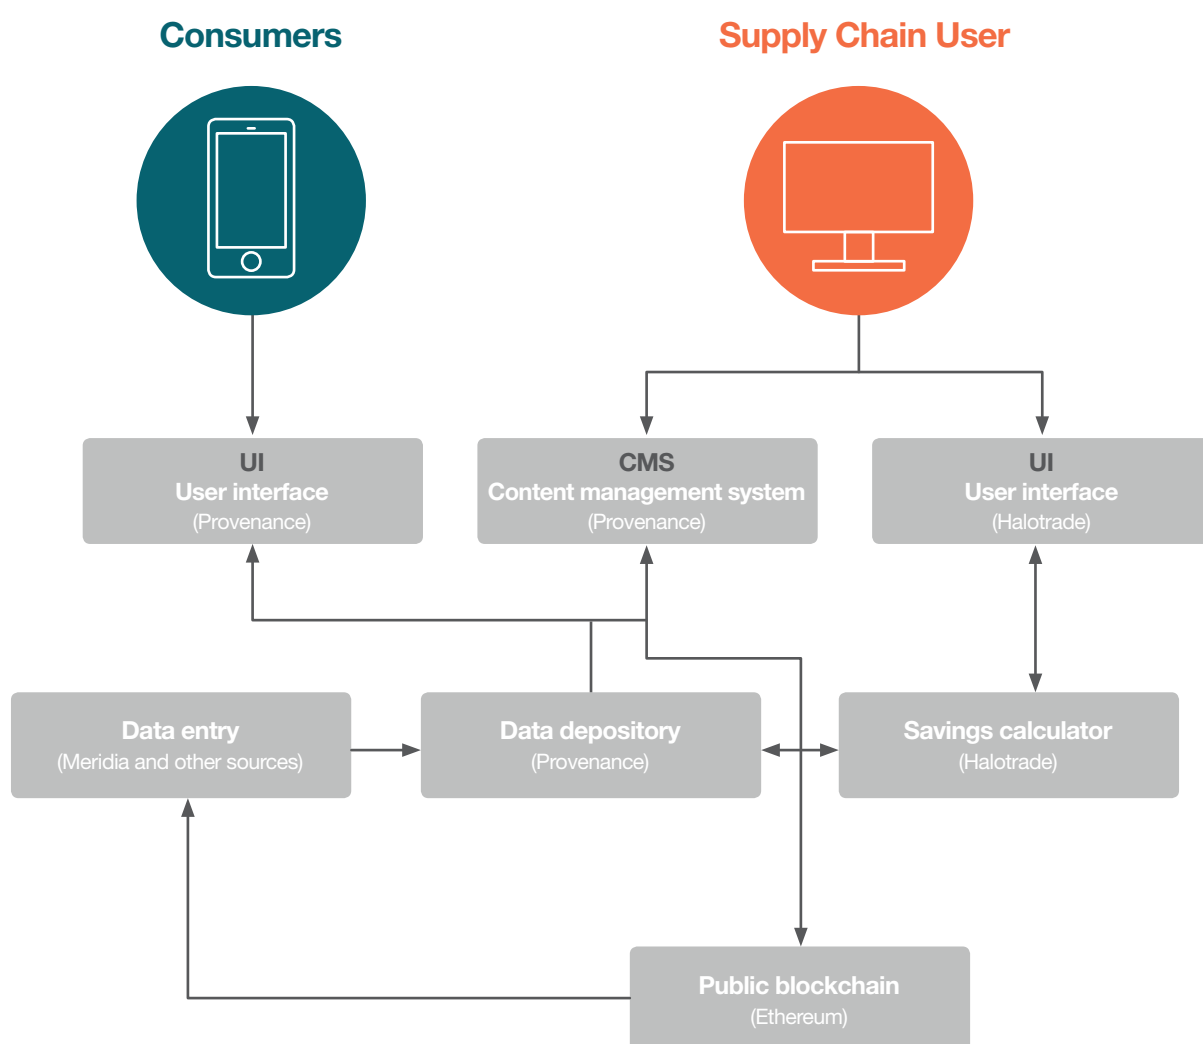 Consumers
Supply Chain User
UI
User interface
(Provenance)
CMS
Content management system
(Provenance)
UI
User interface
(Halotrade)
Data entry
(Meridia and other sources)
Data depository
(Provenance)
Savings calculator
(Halotrade)
Public blockchain
(Ethereum)